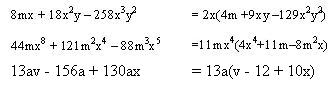 8mx + 18x²y – 258x³y² = 2x(4m +9xy –129x²y²)
44mx⁸ + 121m²x⁴ – 88m³x⁵ =11mx⁴(4x⁴+11m–8m²x)
13av - 156a + 130ax = 13a(v - 12 + 10x)